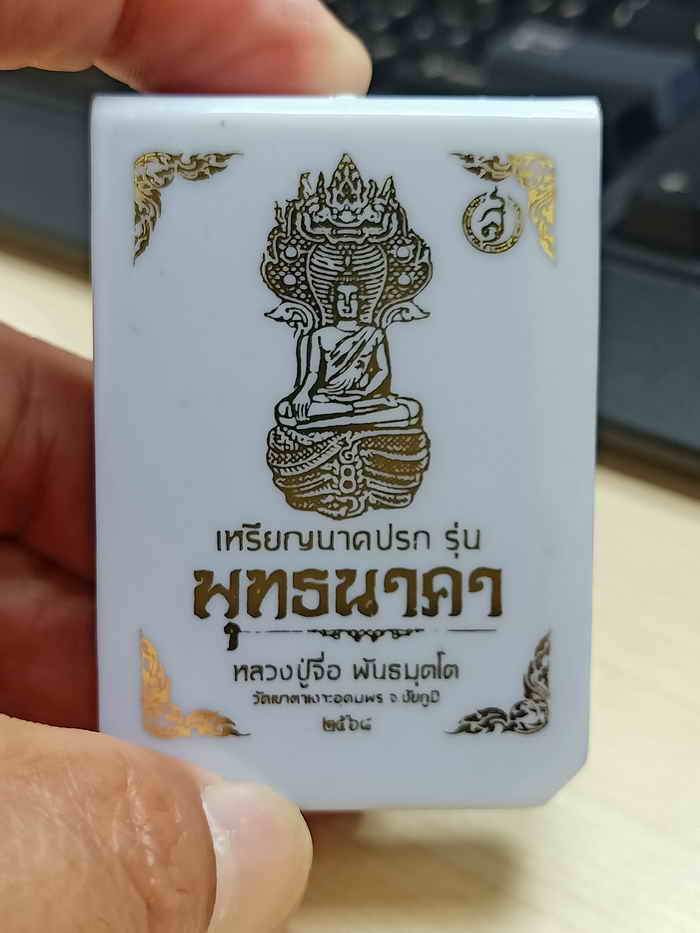 ส
เหรียญนาคปรก รุ่น
พุทธนาคา
หลวงปู่จื่อ พันธมุตโต
วัดเขาตาเงาะอุดมพร จ.ชัยภูมิ
๒๕๖๘